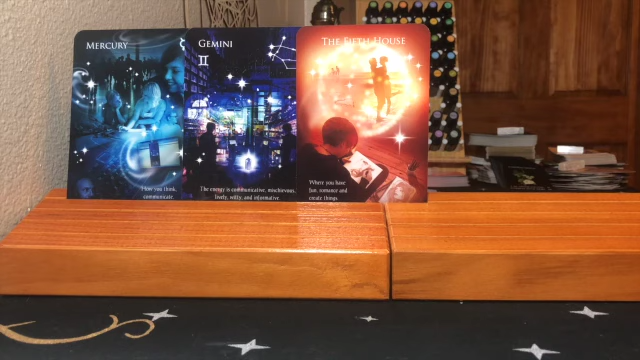 Mercury
Gemini
The Fifth House
How you think,
communicate
The energy is communicative, mischievous,
lively, witty, and informative.
Where you have
fun, romance and
create things